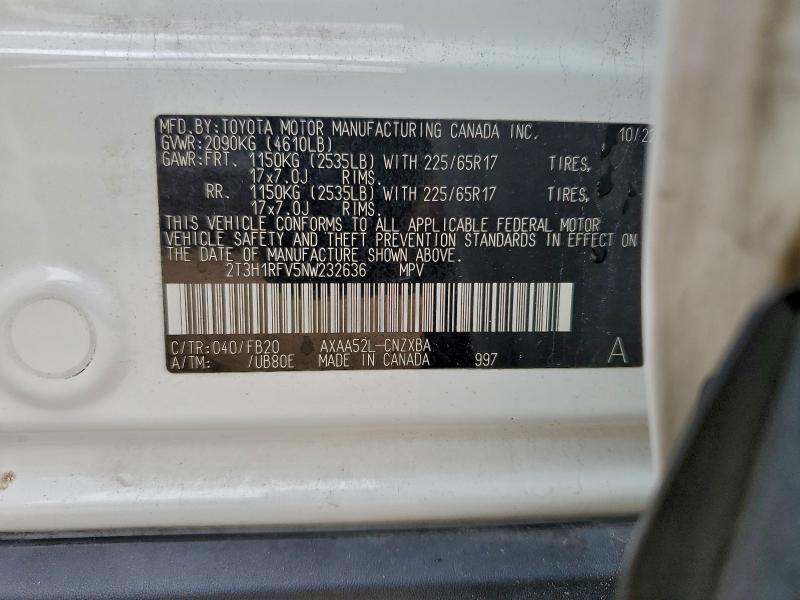 MFD.BY:TOYOTA MOTOR MANUFACTURING CANADA INC. 10/22
GVWR:2090KG (4610LB)
GAWR:FRT. 1150KG (2535LB) WITH 225/65R17 TIRES,
17x7.0J RIMS.
RR. 1150KG (2535LB) WITH 225/65R17 TIRES,
17x7.0J RIMS.
THIS VEHICLE CONFORMS TO ALL APPLICABLE FEDERAL MOTOR
VEHICLE SAFETY AND THEFT PREVENTION STANDARDS IN EFFECT ON
THE DATE OF MANUFACTURE SHOWN ABOVE.
2T3H1RFV5NW232636 MPV
C/TR:040/FB20 AXAA52L-CNZXBA
A/TM: /UB80E MADE IN CANADA 997 A